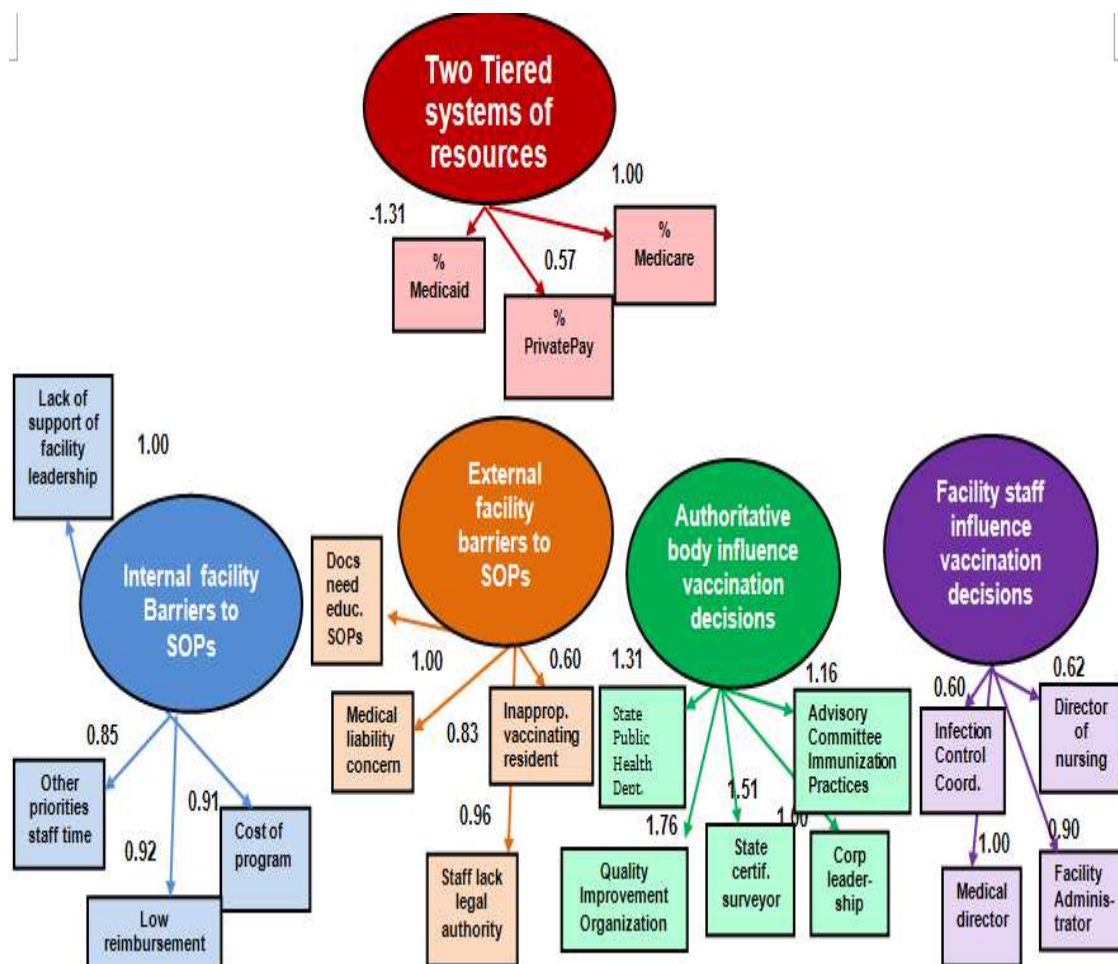 Two Tiered
systems of
resources
-1.31
0.57
1.00
%
Medicaid
%
PrivatePay
%
Medicare
Lack of
support of
facility
leadership
1.00
Internal facility
Barriers to
SOPs
0.85
0.92
0.91
Other
priorities
staff time
Low
reimbursement
Cost of
program
External
facility
barriers to
SOPs
Docs
need
educ.
SOPs
1.00
0.83
0.60
0.96
Medical
liability
concern
Inapprop.
vaccinating
resident
Staff lack
legal
authority
Authoritative
body influence
vaccination
decisions
1.31
1.16
1.76
1.51
1.00
State
Public
Health
Dept.
Advisory
Committee
Immunization
Practices
Quality
Improvement
Organization
State
certif.
surveyor
Corp
leader-
ship
Facility staff
influence
vaccination
decisions
0.60
0.62
1.00
0.90
Infection
Control
Coord.
Director
of
nursing
Medical
director
Facility
Adminis-
trator